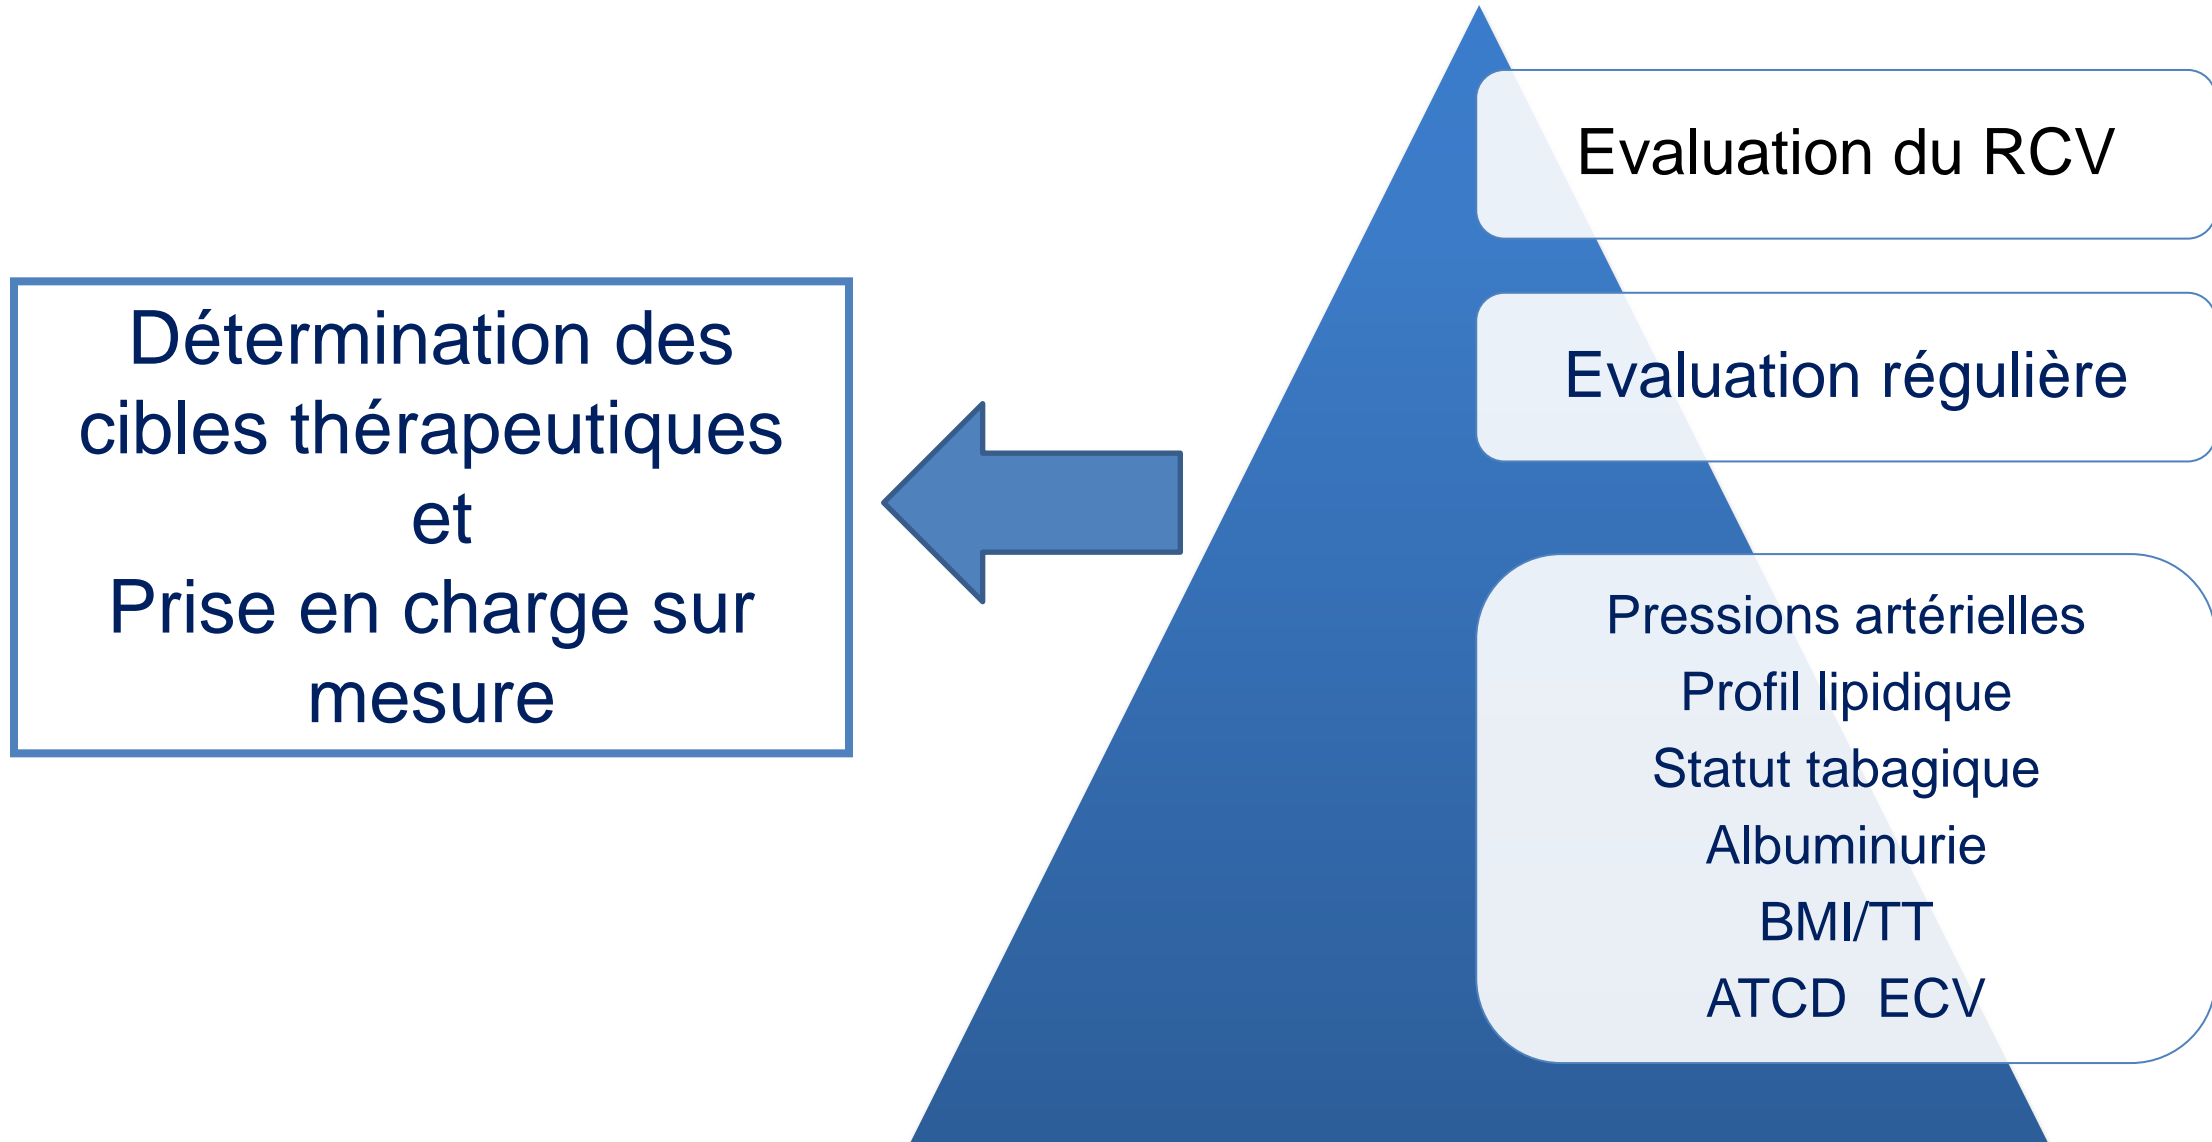 Détermination des
cibles thérapeutiques
et
Prise en charge sur
mesure
Evaluation du RCV
Evaluation régulière
Pressions artérielles
Profil lipidique
Statut tabagique
Albuminurie
BMI/TT
ATCD  ECV